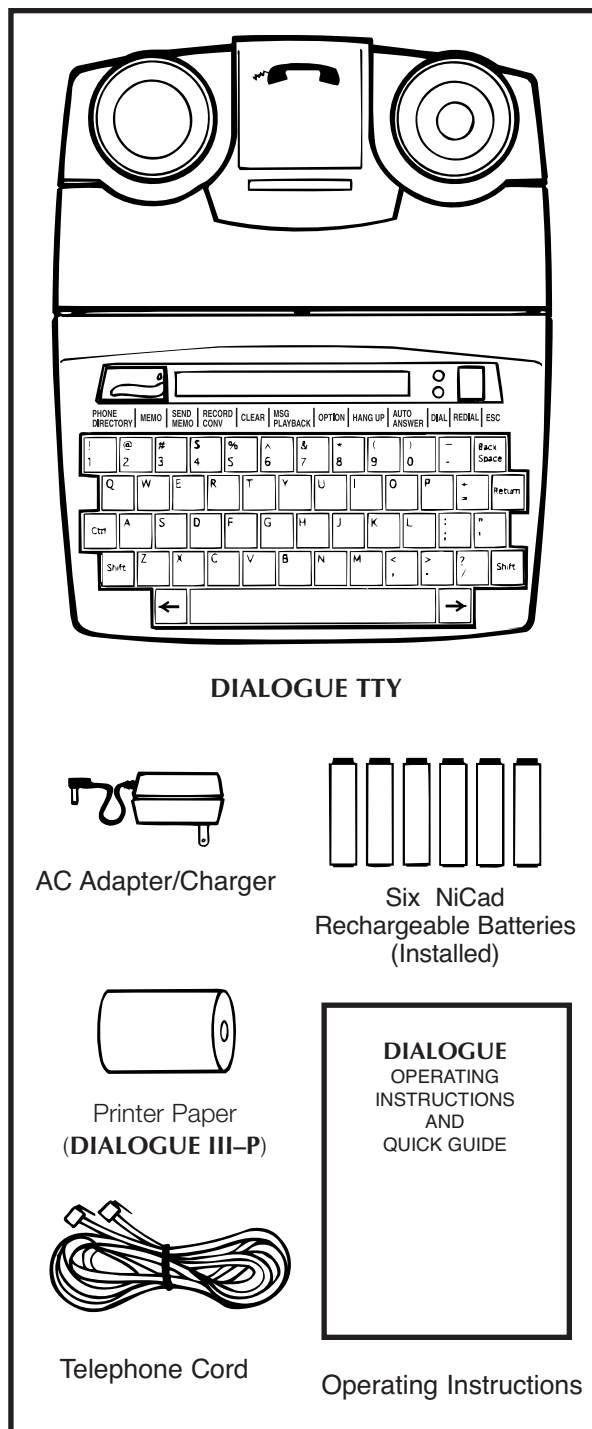 PHONE DIRECTORY MEMO SEND MEMO RECORD CONV CLEAR MSG PLAYBACK OPTION HANG UP AUTO ANSWER DIAL REDIAL ESC
! @ # $ % ^ & * ( ) – Back
1 2 3 4 5 6 7 8 9 0 - Space
Q W E R T Y U I O P + = Return
Ctrl A S D F G H J K L : ; " '
Shift Z X C V B N M < , > . ? / Shift
← →
DIALOGUE TTY
AC Adapter/Charger
Six NiCad
Rechargeable Batteries
(Installed)
Printer Paper
(DIALOGUE III–P)
DIALOGUE
OPERATING
INSTRUCTIONS
AND
QUICK GUIDE
Telephone Cord
Operating Instructions